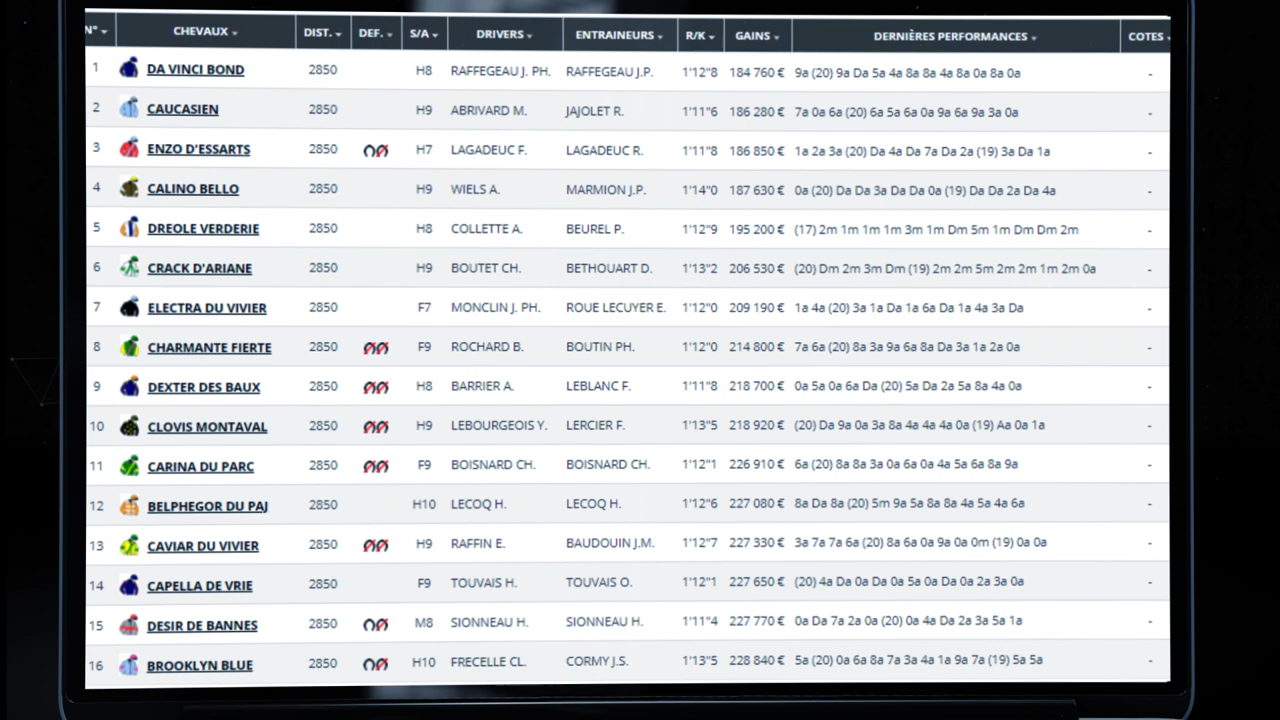 N° CHEVAUX DIST. DEF. S/A DRIVERS ENTRAINEURS R/K GAINS DERNIÈRES PERFORMANCES COTES
1 DA VINCI BOND 2850 H8 RAFFEGEAU J. PH. RAFFEGEAU J.P. 1'12"8 184 760 € 9a (20) 9a Da 5a 4a 8a 8a 4a 8a 0a 8a 0a -
2 CAUCASIEN 2850 H9 ABRIVARD M. JAJOLET R. 1'11"6 186 280 € 7a 0a 6a (20) 6a 5a 6a 0a 9a 6a 9a 3a 0a -
3 ENZO D'ESSARTS 2850 H7 LAGADEUC F. LAGADEUC R. 1'11"8 186 850 € 1a 2a 3a (20) Da 4a Da 7a Da 2a (19) 3a Da 1a -
4 CALINO BELLO 2850 H9 WIELS A. MARMION J.P. 1'14"0 187 630 € 0a (20) Da Da 3a Da Da 0a (19) Da Da 2a Da 4a -
5 DREOLE VERDERIE 2850 H8 COLLETTE A. BEUREL P. 1'12"9 195 200 € (17) 2m 1m 1m 1m 3m 1m Dm 5m 1m Dm Dm 2m -
6 CRACK D'ARIANE 2850 H9 BOUTET CH. BETHOUART D. 1'13"2 206 530 € (20) Dm 2m 3m Dm (19) 2m 2m 5m 2m 2m 1m 2m 0a -
7 ELECTRA DU VIVIER 2850 F7 MONCLIN J. PH. ROUE LECUYER E. 1'12"0 209 190 € 1a 4a (20) 3a 1a Da 1a 6a Da 1a 4a 3a Da -
8 CHARMANTE FIERTE 2850 F9 ROCHARD B. BOUTIN PH. 1'12"0 214 800 € 7a 6a (20) 8a 3a 9a 6a 8a Da 3a 1a 2a 0a -
9 DEXTER DES BAUX 2850 H8 BARRIER A. LEBLANC F. 1'11"8 218 700 € 0a 5a 0a 6a Da (20) 5a Da 2a 5a 8a 4a 0a -
10 CLOVIS MONTAVAL 2850 H9 LEBOURGEOIS Y. LERCIER F. 1'13"5 218 920 € (20) Da 9a 0a 3a 8a 4a 4a 4a 0a (19) Aa 0a 1a -
11 CARINA DU PARC 2850 F9 BOISNARD CH. BOISNARD CH. 1'12"1 226 910 € 6a (20) 8a 8a 3a 0a 6a 0a 4a 5a 6a 8a 9a -
12 BELPHEGOR DU PAJ 2850 H10 LECOQ H. LECOQ H. 1'12"6 227 080 € 8a Da 8a (20) 5m 9a 5a 8a 8a 4a 5a 4a 6a -
13 CAVIAR DU VIVIER 2850 H9 RAFFIN E. BAUDOUIN J.M. 1'12"7 227 330 € 3a 7a 7a 6a (20) 8a 6a 0a 9a 0a 0m (19) 0a 0a -
14 CAPELLA DE VRIE 2850 F9 TOUVAIS H. TOUVAIS O. 1'12"1 227 650 € (20) 4a Da 0a Da 0a 5a 0a Da 0a 2a 3a 0a -
15 DESIR DE BANNES 2850 M8 SIONNEAU H. SIONNEAU H. 1'11"4 227 770 € 0a Da 7a 2a 0a (20) 0a 4a Da 2a 3a 5a 1a -
16 BROOKLYN BLUE 2850 H10 FRECELLE CL. CORMY J.S. 1'13"5 228 840 € 5a (20) 0a 6a 8a 7a 3a 4a 1a 9a 7a (19) 5a 5a -